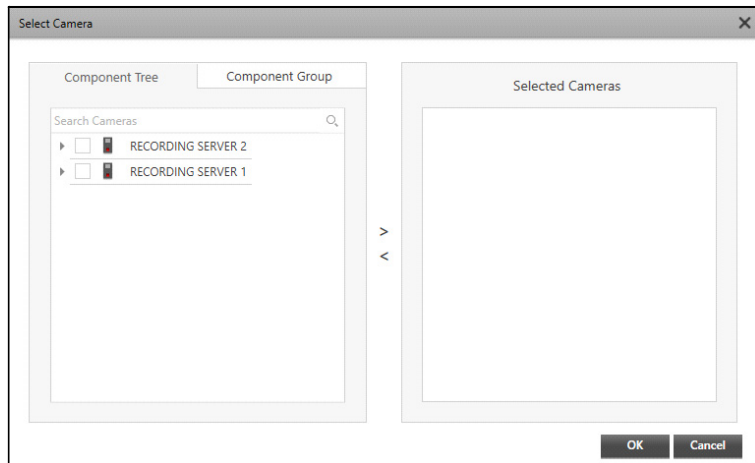 Select Camera
Component Tree
Component Group
Search Cameras
RECORDING SERVER 2
RECORDING SERVER 1
>
<
Selected Cameras
OK
Cancel